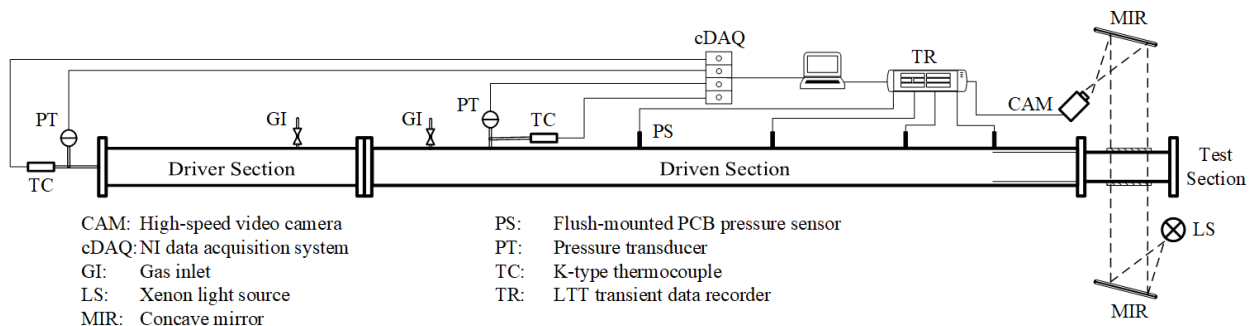 MIR
cDAQ
TR
CAM
PT
GI
GI
PT
TC
PS
TC
Driver Section
Driven Section
Test
Section
CAM: High-speed video camera
cDAQ: NI data acquisition system
GI: Gas inlet
LS: Xenon light source
MIR: Concave mirror
PS: Flush-mounted PCB pressure sensor
PT: Pressure transducer
TC: K-type thermocouple
TR: LTT transient data recorder
LS
MIR